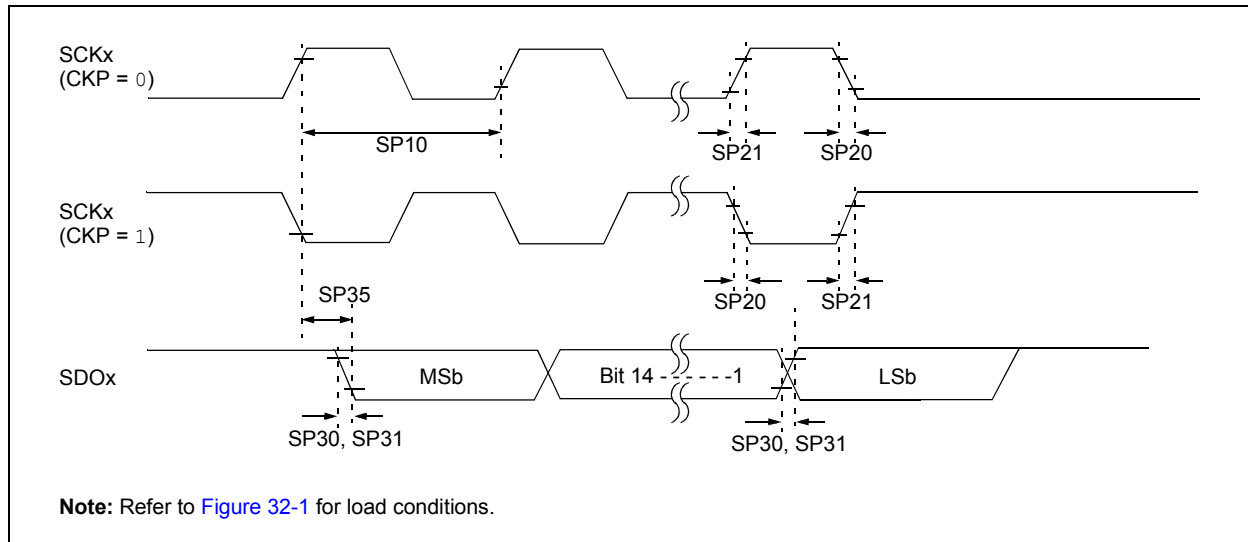 SCKx
(CKP = 0)
SP10
SP21
SP20
SCKx
(CKP = 1)
SP35
SP20
SP21
SDOx
MSb
Bit 14 - - - - - -1
LSb
SP30, SP31
SP30, SP31
Note: Refer to Figure 32-1 for load conditions.